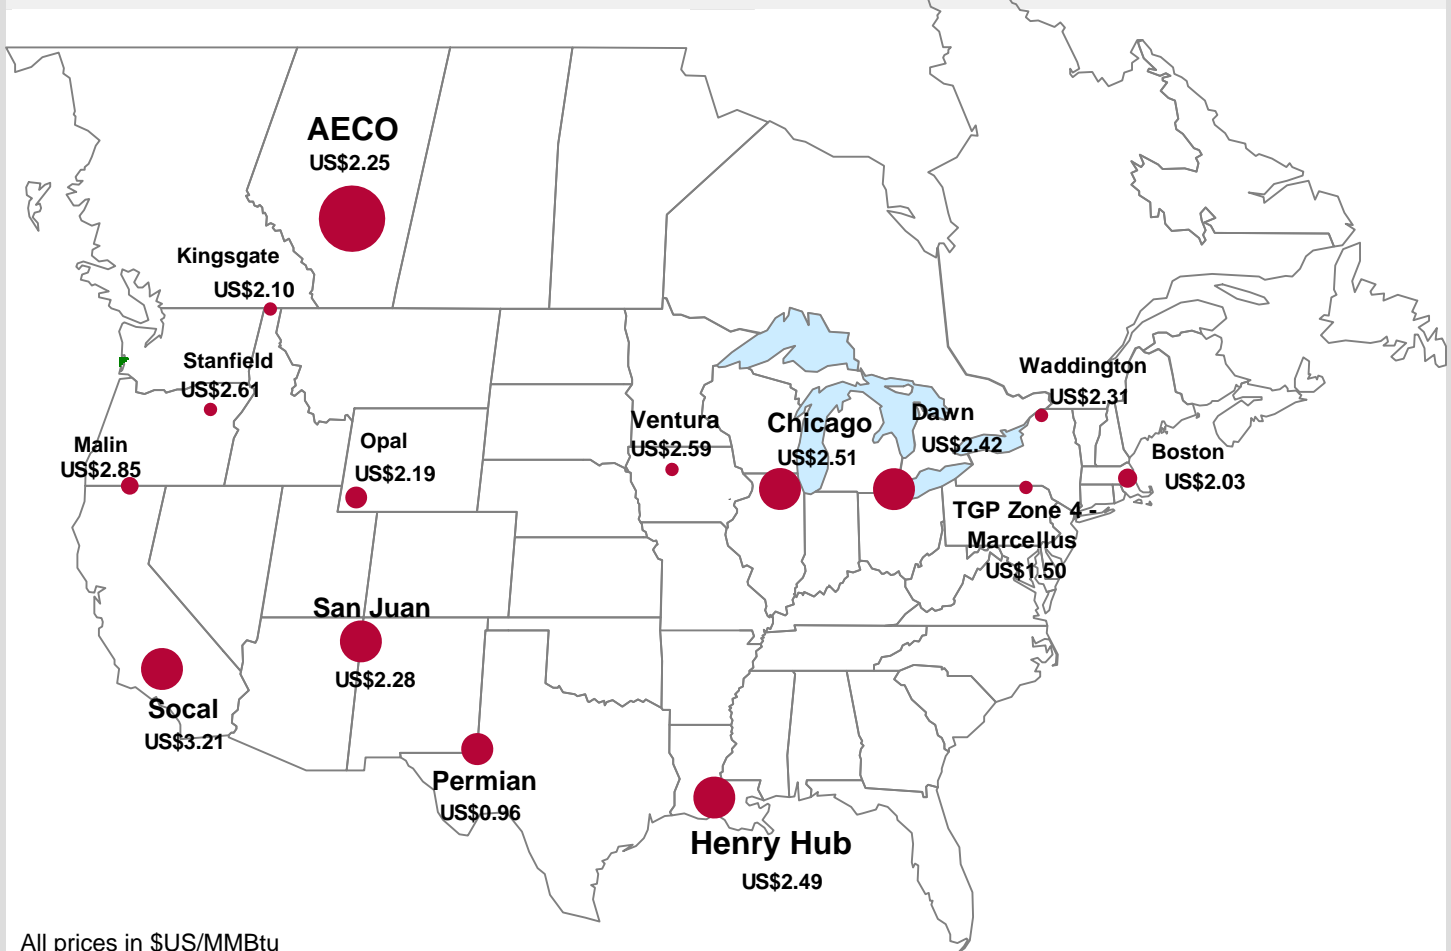 AECO
US$2.25
Kingsgate
US$2.10
Stanfield
US$2.61
Waddington
US$2.31
Malin
US$2.85
Opal
US$2.19
Ventura
US$2.59
Chicago
US$2.51
Dawn
US$2.42
Boston
US$2.03
TGP Zone 4 -
Marcellus
US$1.50
San Juan
US$2.28
Socal
US$3.21
Permian
US$0.96
Henry Hub
US$2.49
All prices in $US/MMBtu